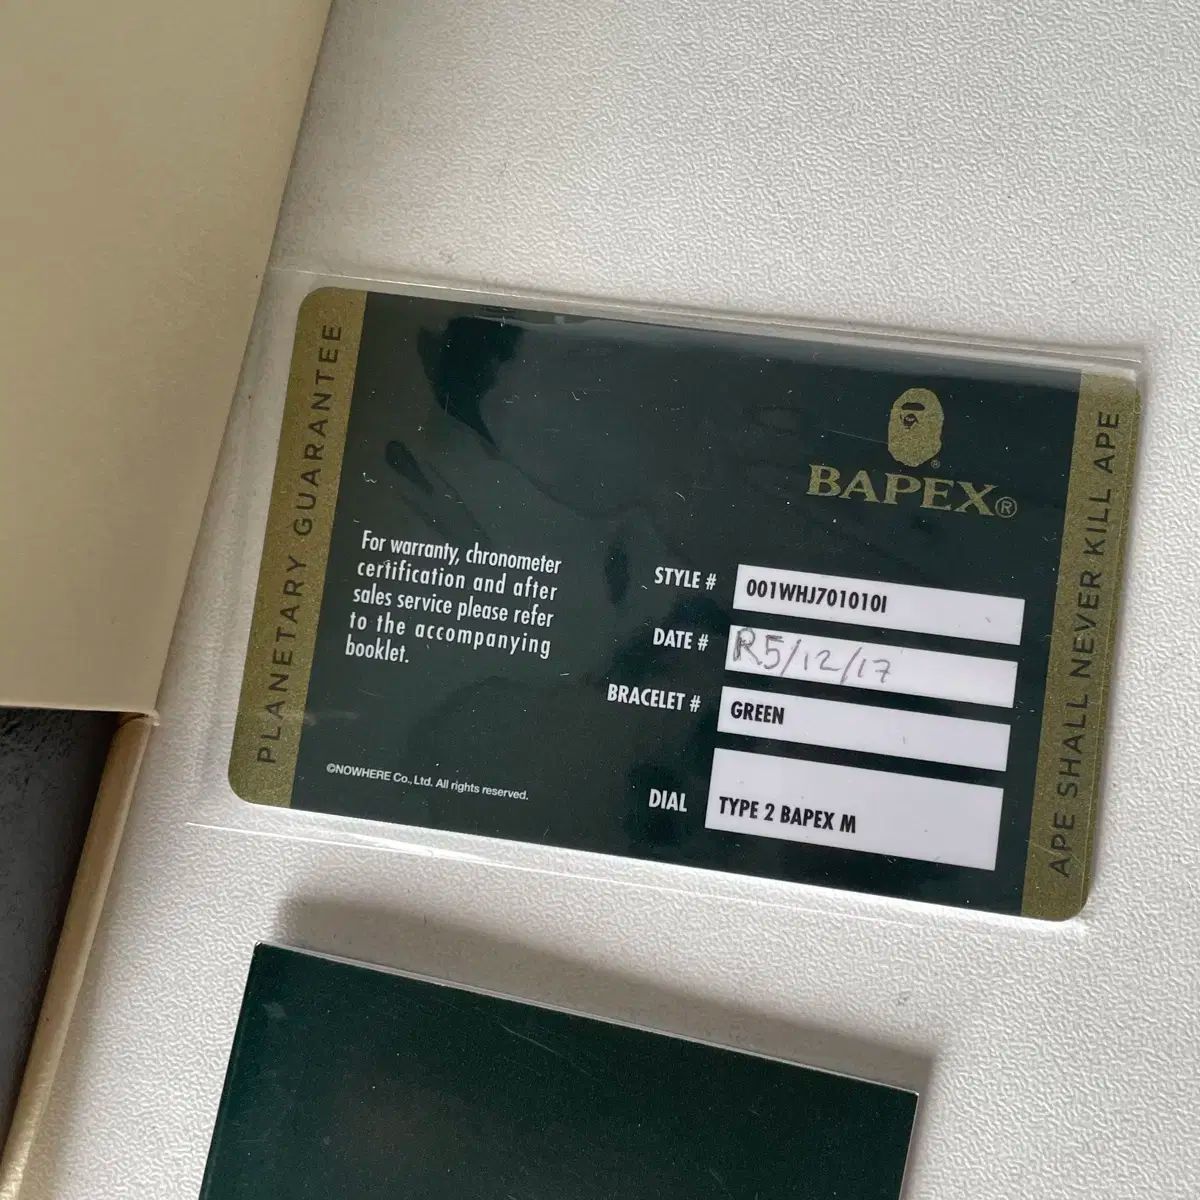 PLANETARY GUARANTEE
BAPEX®
For warranty, chronometer
certification and after
sales service please refer
to the accompanying
booklet.
STYLE # 001WHJ701010I
DATE # R5/12/17
BRACELET # GREEN
DIAL TYPE 2 BAPEX M
©NOWHERE Co., Ltd. All rights reserved.
APE SHALL NEVER KILL APE